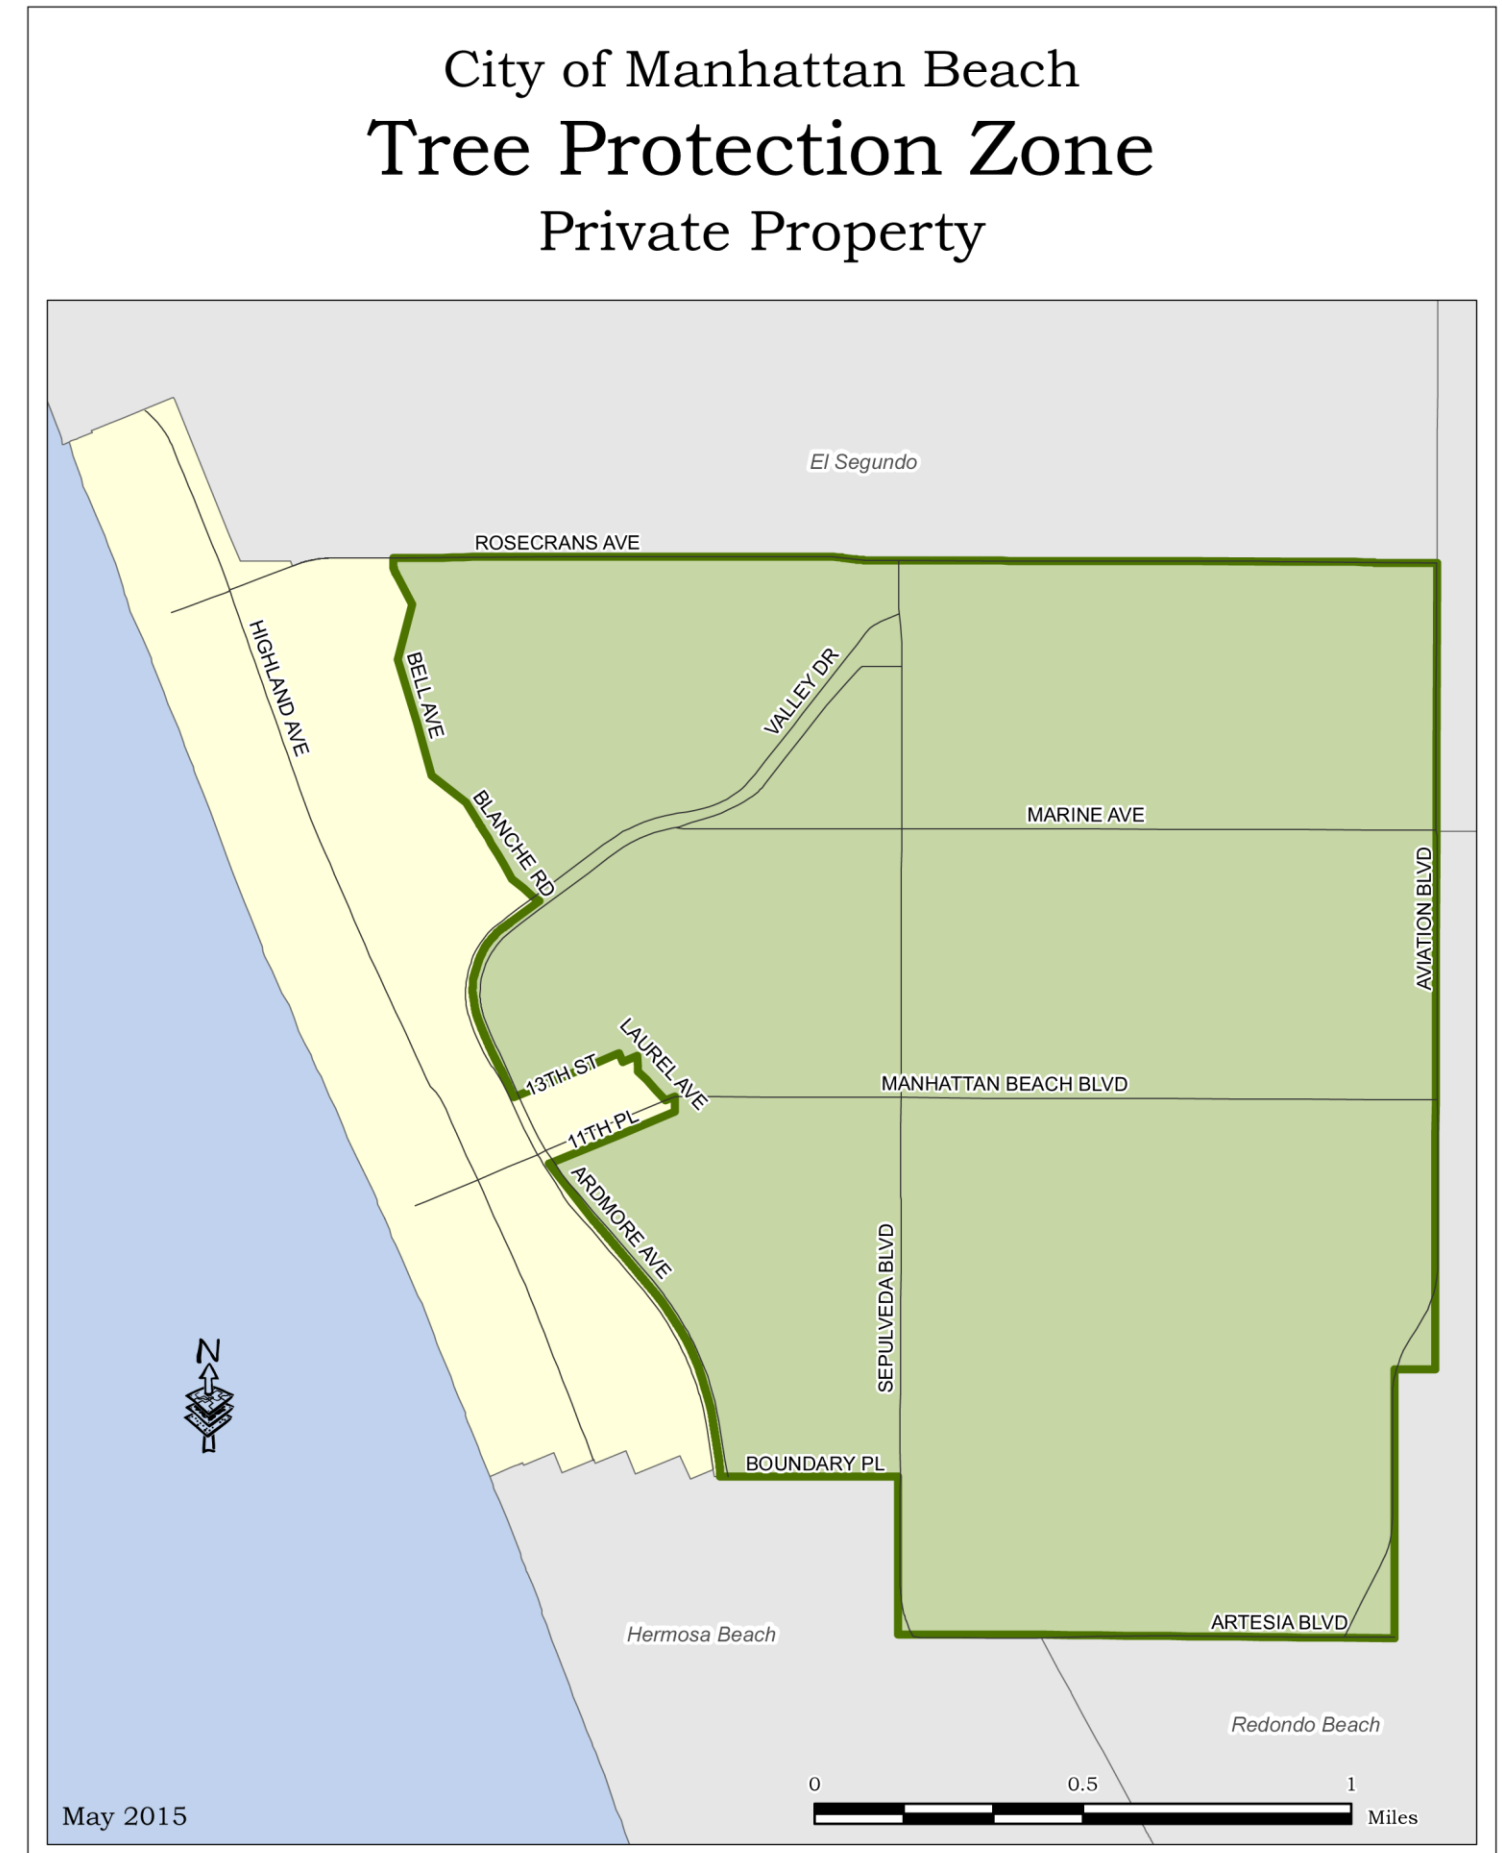 City of Manhattan Beach
Tree Protection Zone
Private Property
El Segundo
ROSECRANS AVE
HIGHLAND AVE
BELL AVE
VALLEY DR
BLANCHE RD
MARINE AVE
AVIATION BLVD
LAUREL AVE
13TH ST
MANHATTAN BEACH BLVD
11TH PL
ARDMORE AVE
SEPULVEDA BLVD
N
BOUNDARY PL
ARTESIA BLVD
Hermosa Beach
Redondo Beach
0 0.5 1
Miles
May 2015